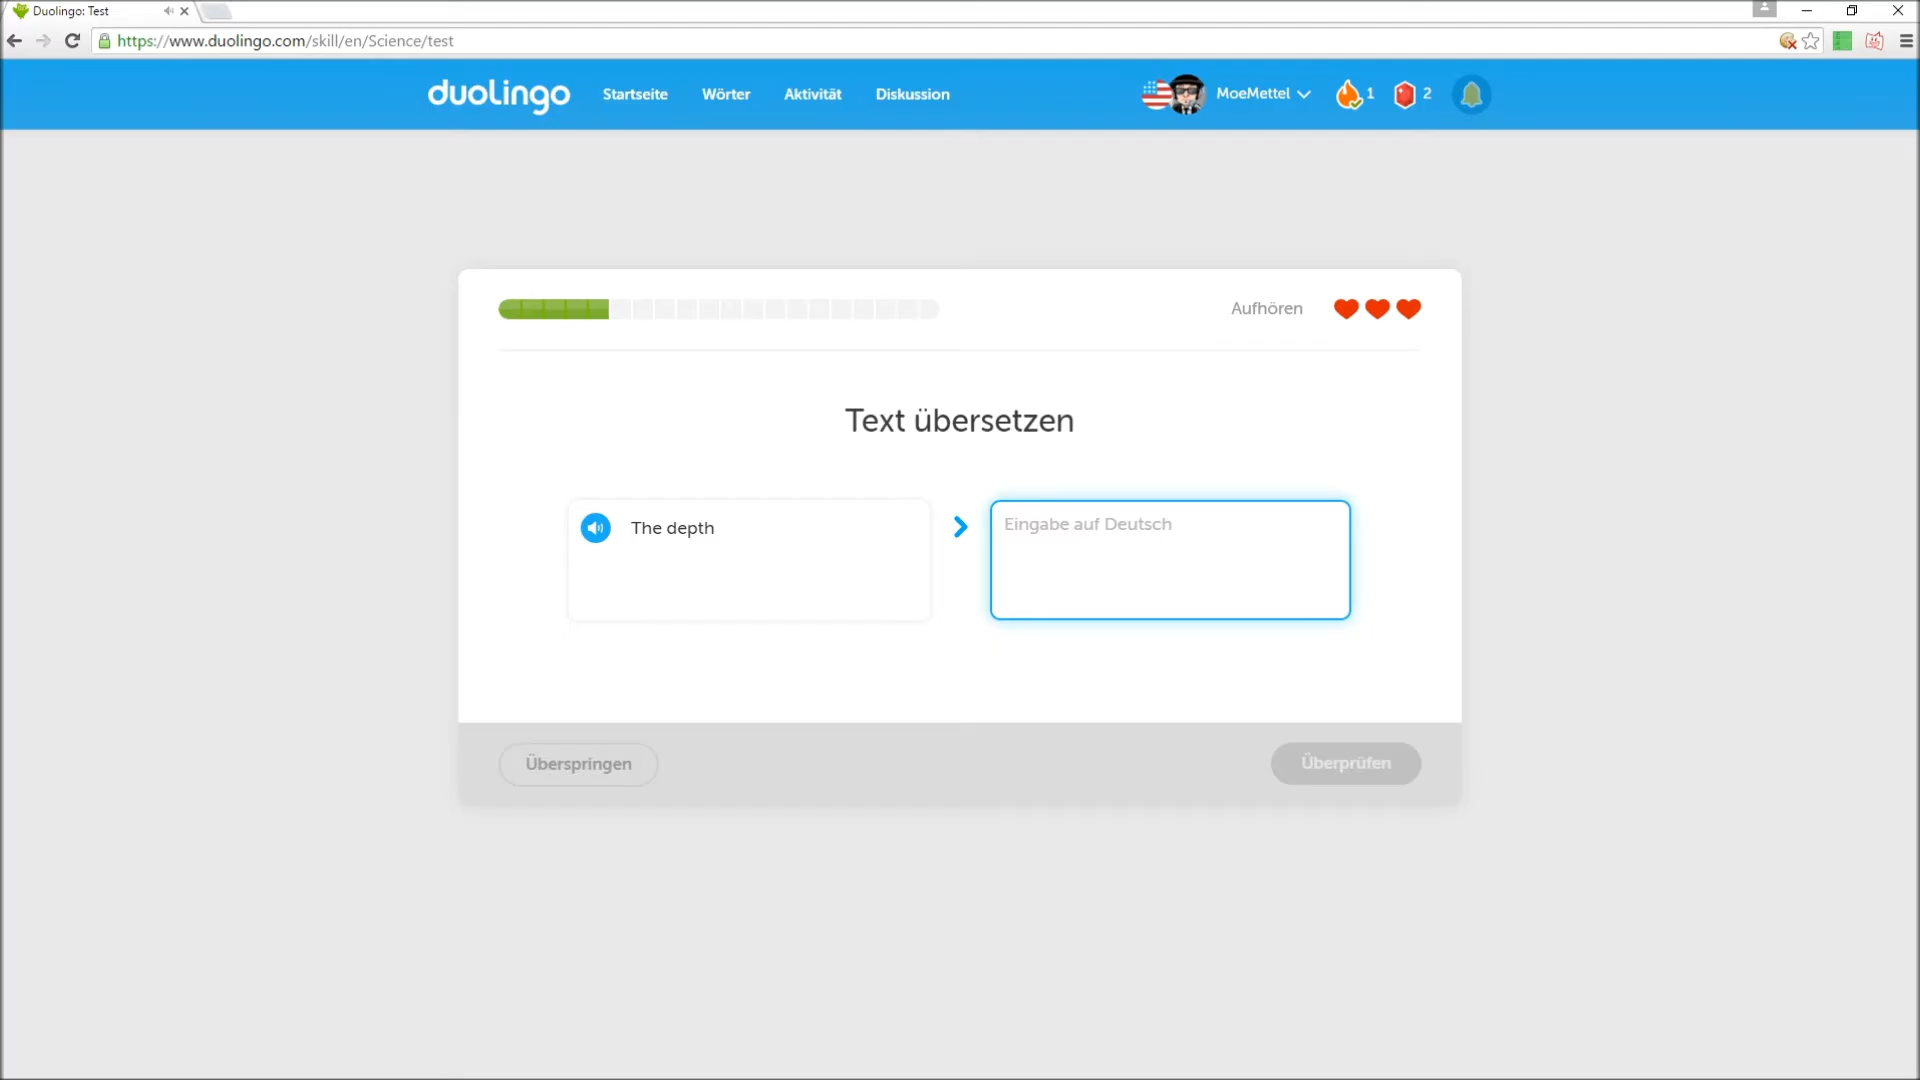 Duolingo: Test
https://www.duolingo.com/skill/en/Science/test
duolingo
Startseite
Wörter
Aktivität
Diskussion
MoeMettel
1
2
Aufhören
Text übersetzen
The depth
Eingabe auf Deutsch
Überspringen
Überprüfen